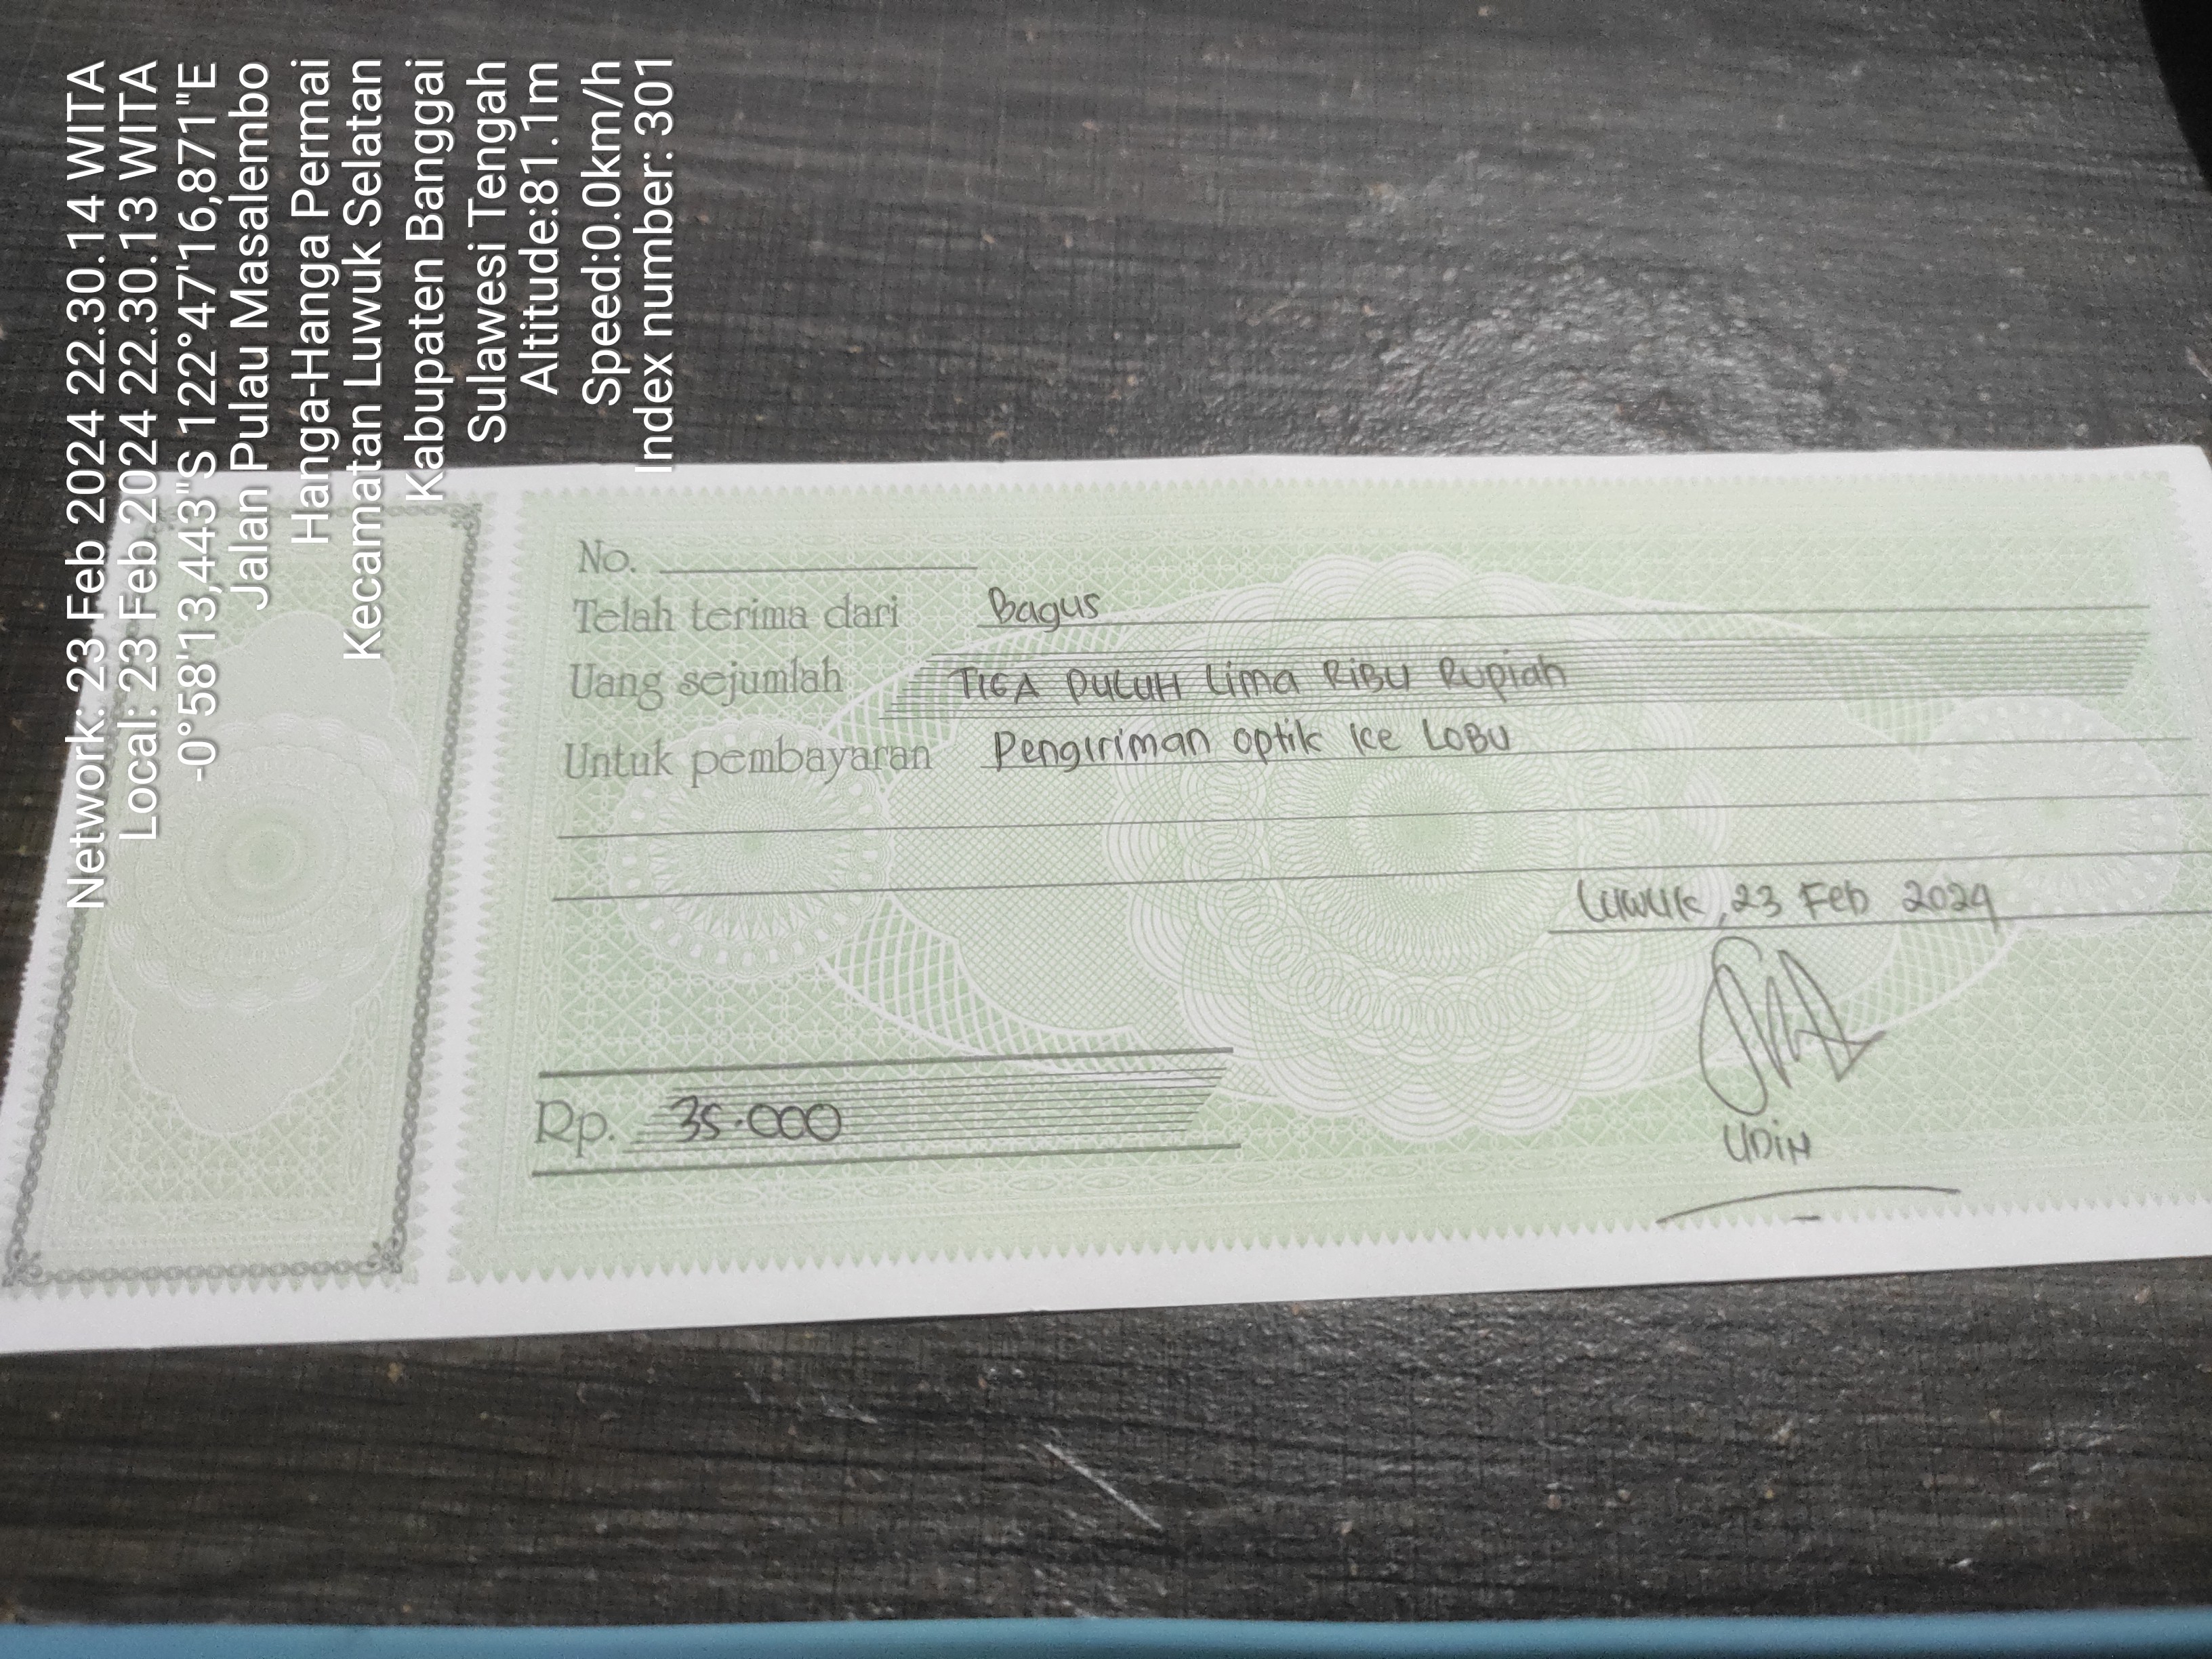 Network: 23 Feb 2024 22.30.14 WITA
Local: 23 Feb 2024 22.30.13 WITA
-0°58'13,443"S 122°47'16,871"E
Jalan Pulau Masalembo
Hanga-Hanga Permai
Kecamatan Luwuk Selatan
Kabupaten Banggai
Sulawesi Tengah
Altitude:81.1m
Speed:0.0km/h
Index number: 301
No.
Telah terima dari Bagus
Uang sejumlah TIGA PULUH Lima RiBU Rupiah
Untuk pembayaran Pengiriman optik ke LOBU
Luwuk, 23 Feb 2024
Rp. 35.000
UDiN